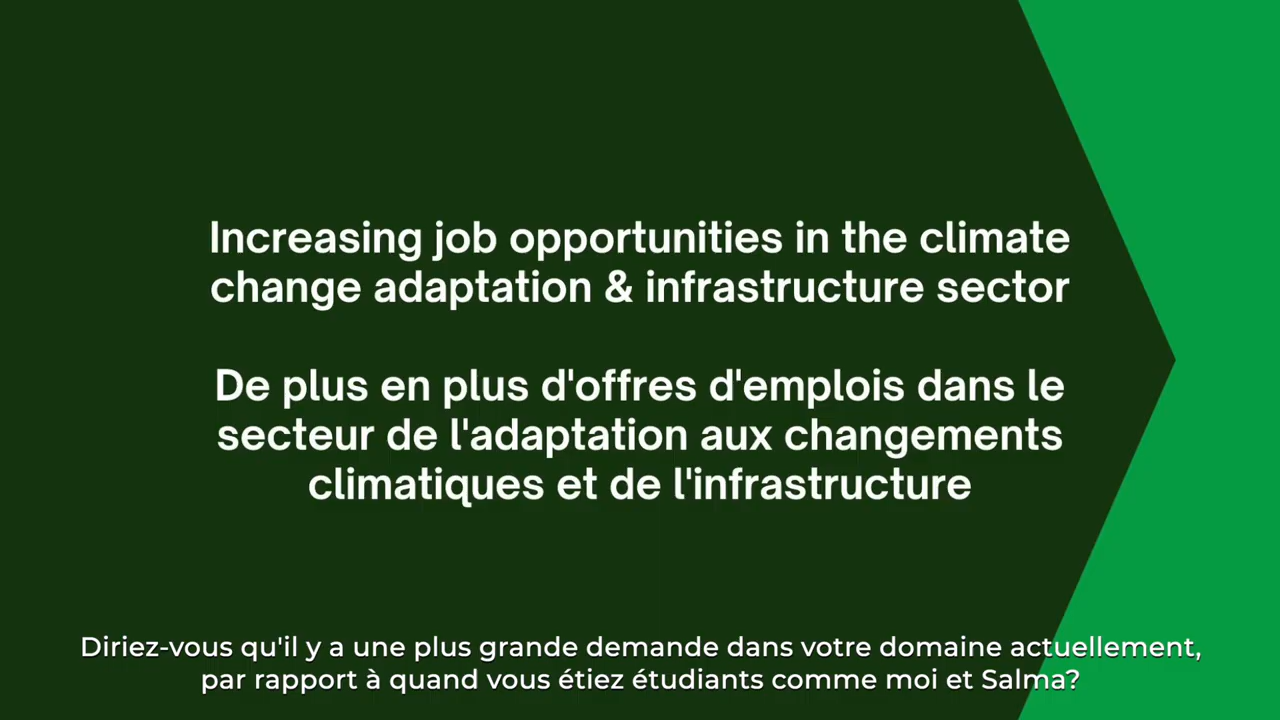 Increasing job opportunities in the climate
change adaptation & infrastructure sector
De plus en plus d'offres d'emplois dans le
secteur de l'adaptation aux changements
climatiques et de l'infrastructure
Diriez-vous qu'il y a une plus grande demande dans votre domaine actuellement,
par rapport à quand vous étiez étudiants comme moi et Salma?